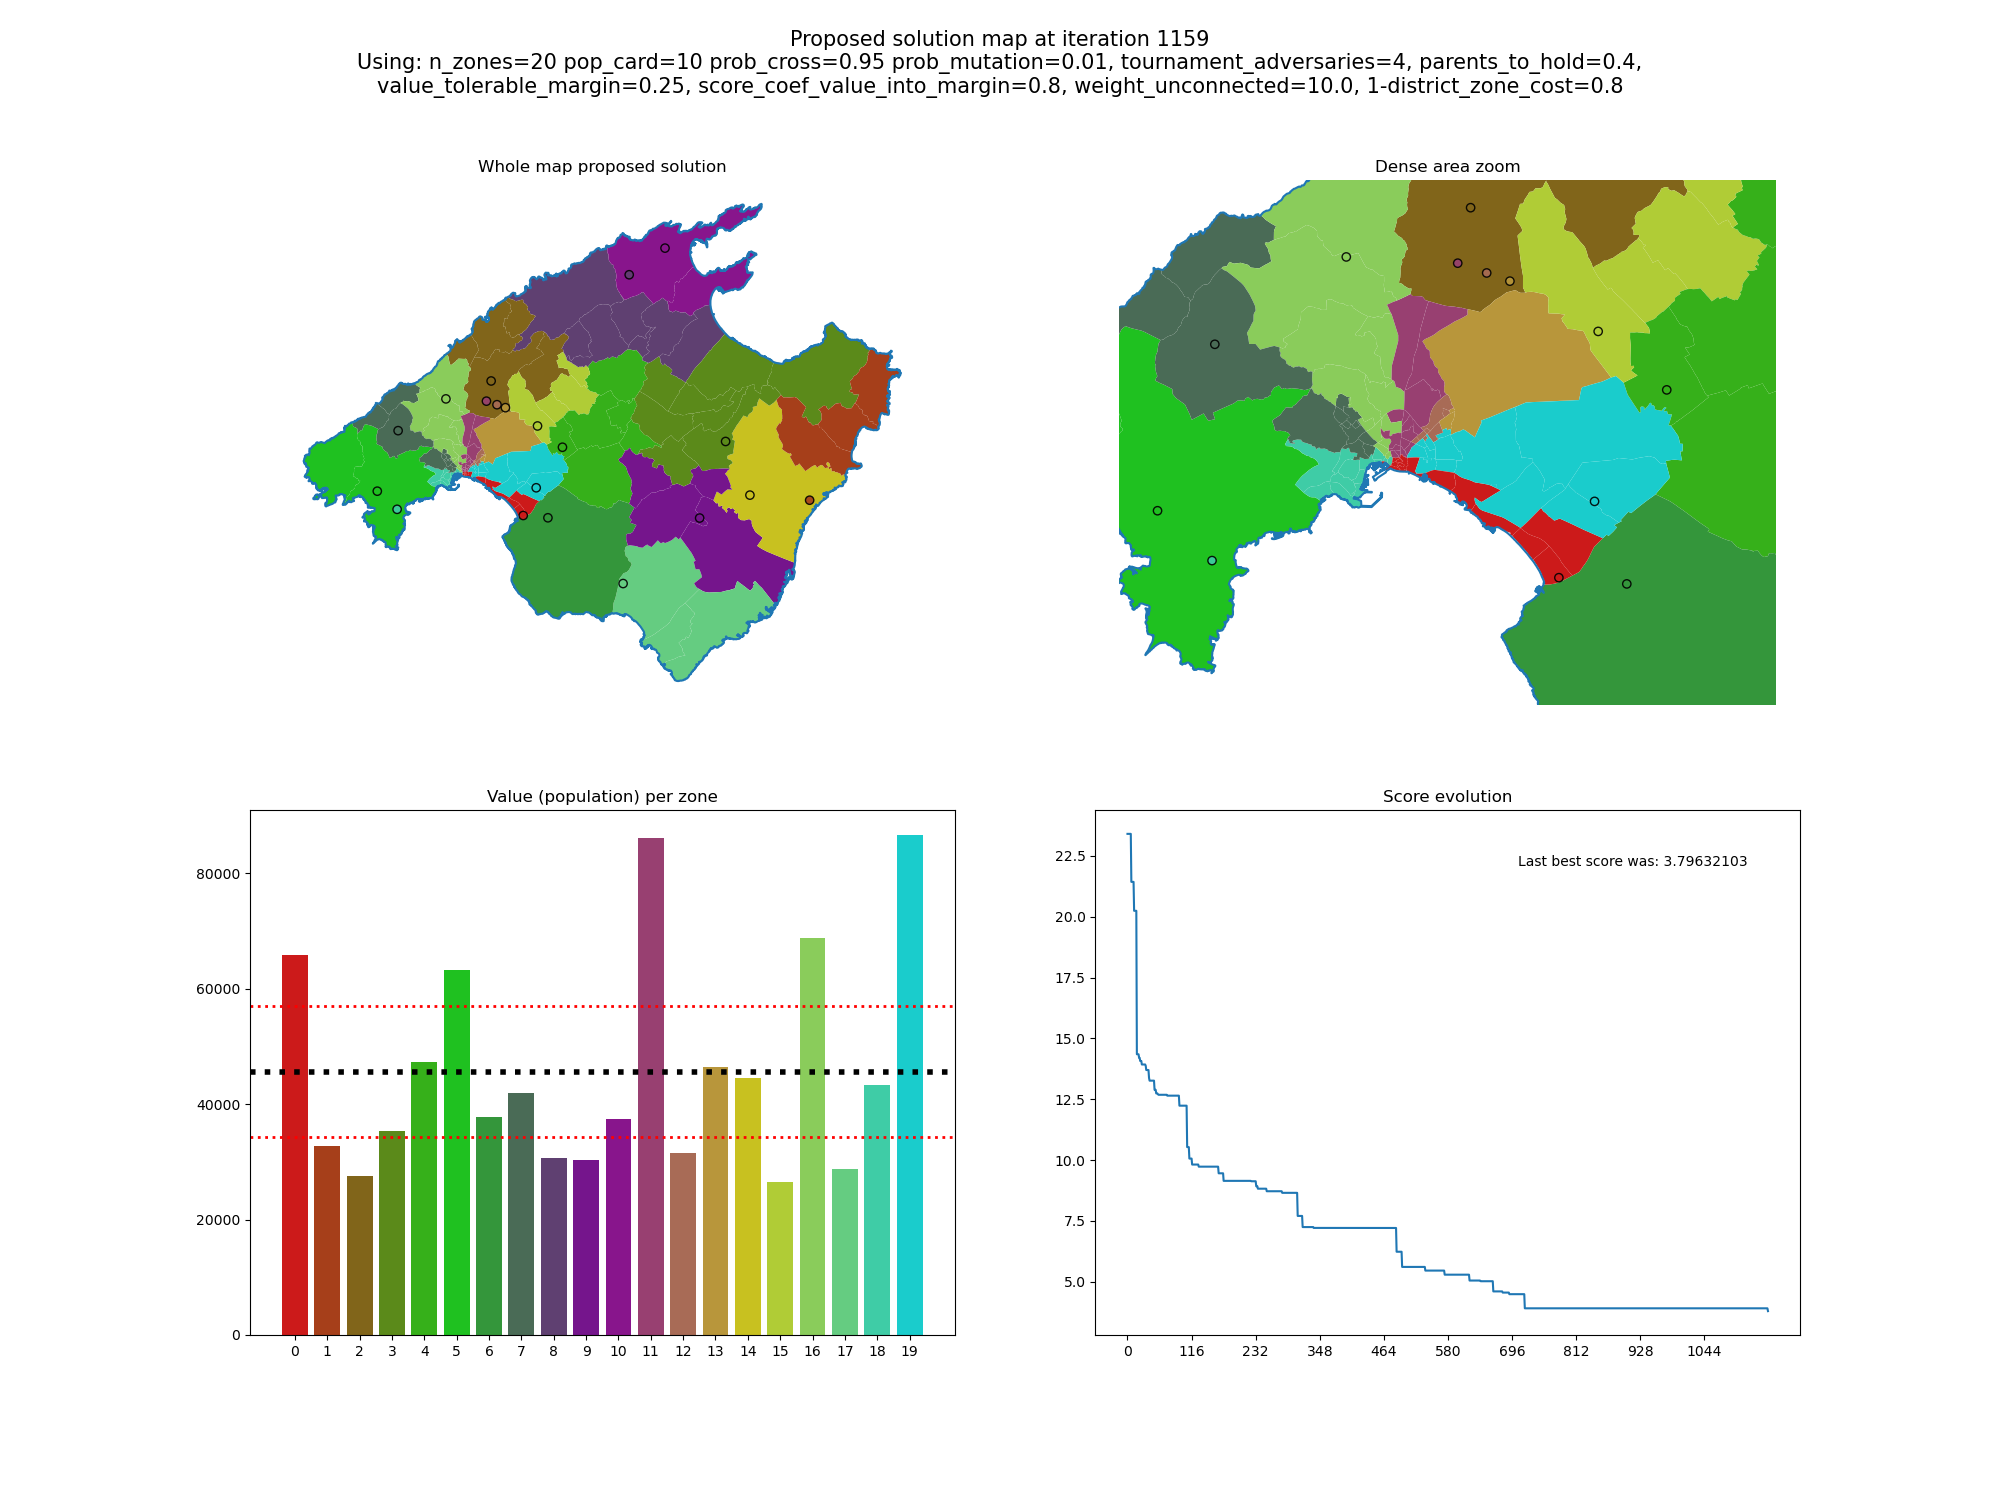 Proposed solution map at iteration 1159
Using: n_zones=20 pop_card=10 prob_cross=0.95 prob_mutation=0.01, tournament_adversaries=4, parents_to_hold=0.4,
value_tolerable_margin=0.25, score_coef_value_into_margin=0.8, weight_unconnected=10.0, 1-district_zone_cost=0.8
Whole map proposed solution
Dense area zoom
Value (population) per zone
80000
60000
40000
20000
0
0 1 2 3 4 5 6 7 8 9 10 11 12 13 14 15 16 17 18 19
Score evolution
Last best score was: 3.79632103
22.5
20.0
17.5
15.0
12.5
10.0
7.5
5.0
0 116 232 348 464 580 696 812 928 1044